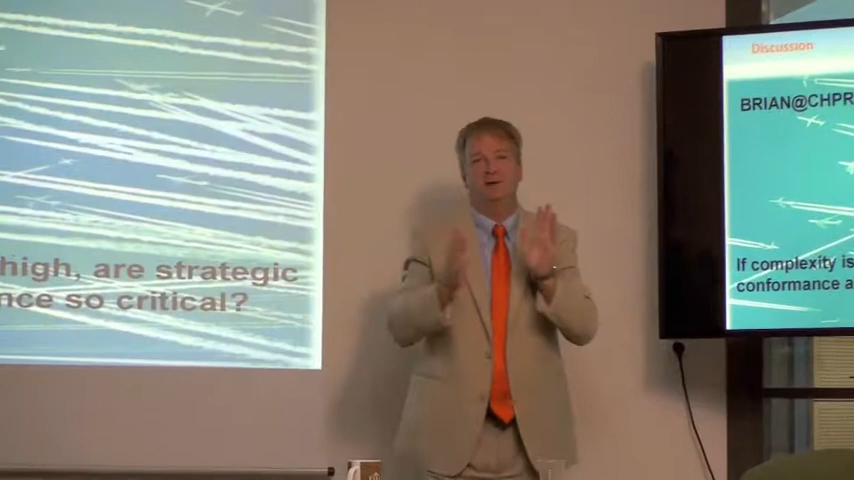 high, are strategic
nce so critical?
Discussion
BRIAN@CHPR
If complexity is
conformance a